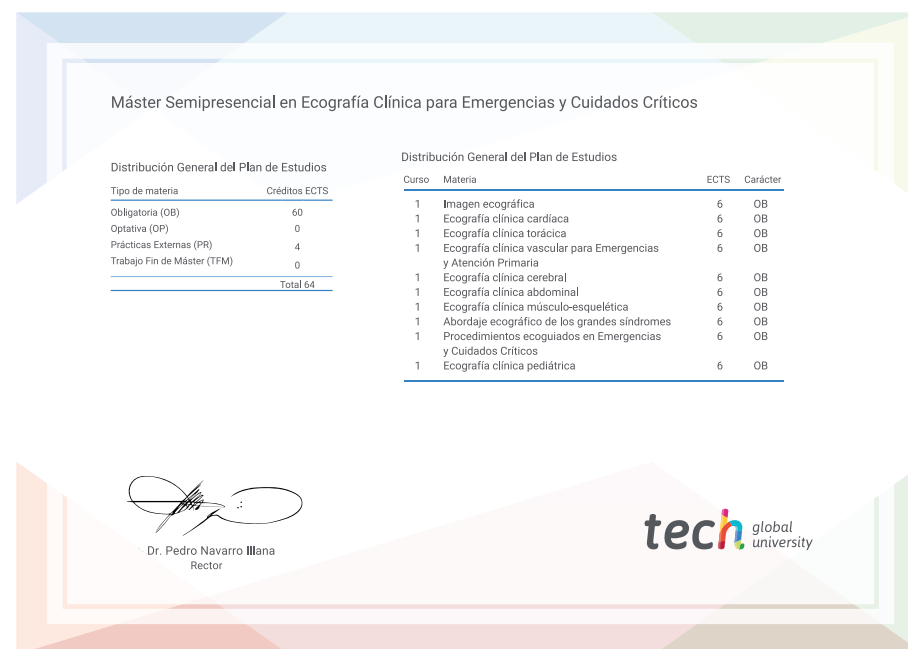 Máster Semipresencial en Ecografía Clínica para Emergencias y Cuidados Críticos
Distribución General del Plan de Estudios
Tipo de materia Créditos ECTS
Obligatoria (OB) 60
Optativa (OP) 0
Prácticas Externas (PR) 4
Trabajo Fin de Máster (TFM) 0
Total 64
Distribución General del Plan de Estudios
Curso Materia ECTS Carácter
1 Imagen ecográfica 6 OB
1 Ecografía clínica cardíaca 6 OB
1 Ecografía clínica torácica 6 OB
1 Ecografía clínica vascular para Emergencias 6 OB
y Atención Primaria
1 Ecografía clínica cerebral 6 OB
1 Ecografía clínica abdominal 6 OB
1 Ecografía clínica músculo-esquelética 6 OB
1 Abordaje ecográfico de los grandes síndromes 6 OB
1 Procedimientos ecoguiados en Emergencias 6 OB
y Cuidados Críticos
1 Ecografía clínica pediátrica 6 OB
Dr. Pedro Navarro Illana
Rector
tech global
university